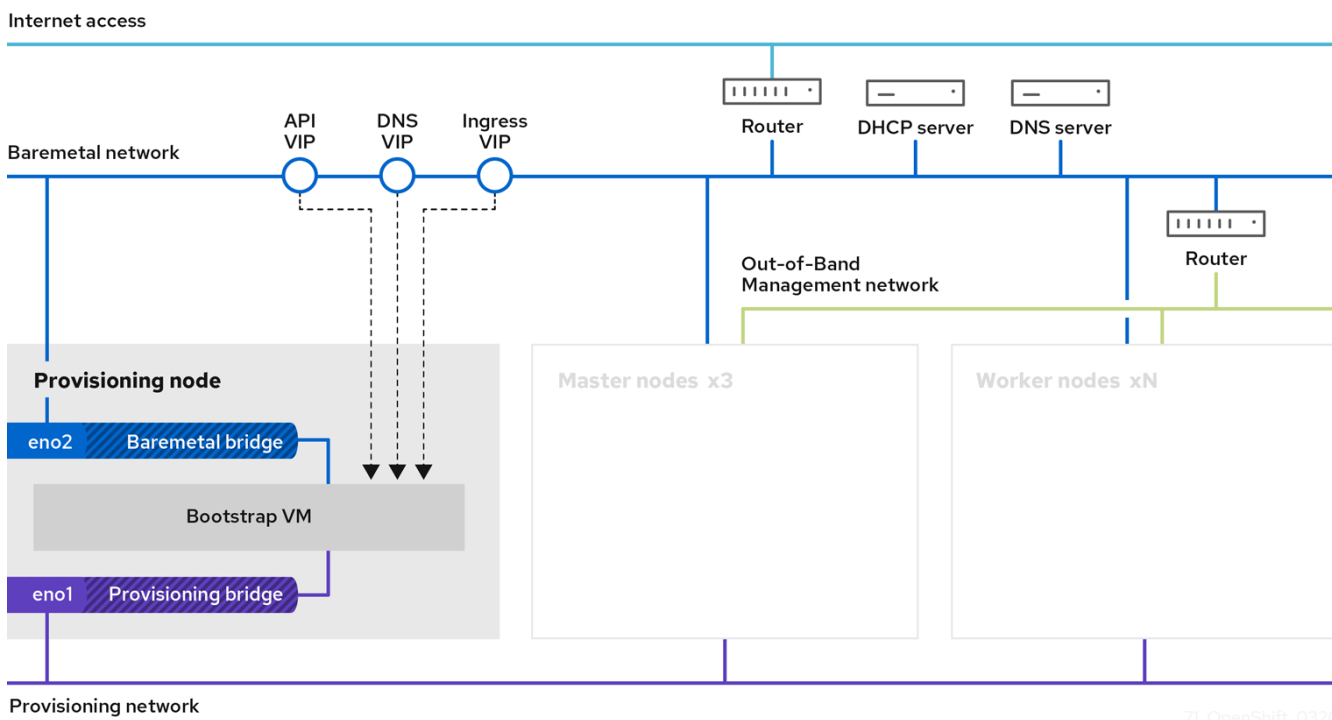 Internet access
API
VIP
DNS
VIP
Ingress
VIP
Router
DHCP server
DNS server
Baremetal network
Router
Out-of-Band
Management network
Provisioning node
Master nodes x3
Worker nodes xN
eno2
Baremetal bridge
Bootstrap VM
eno1
Provisioning bridge
Provisioning network